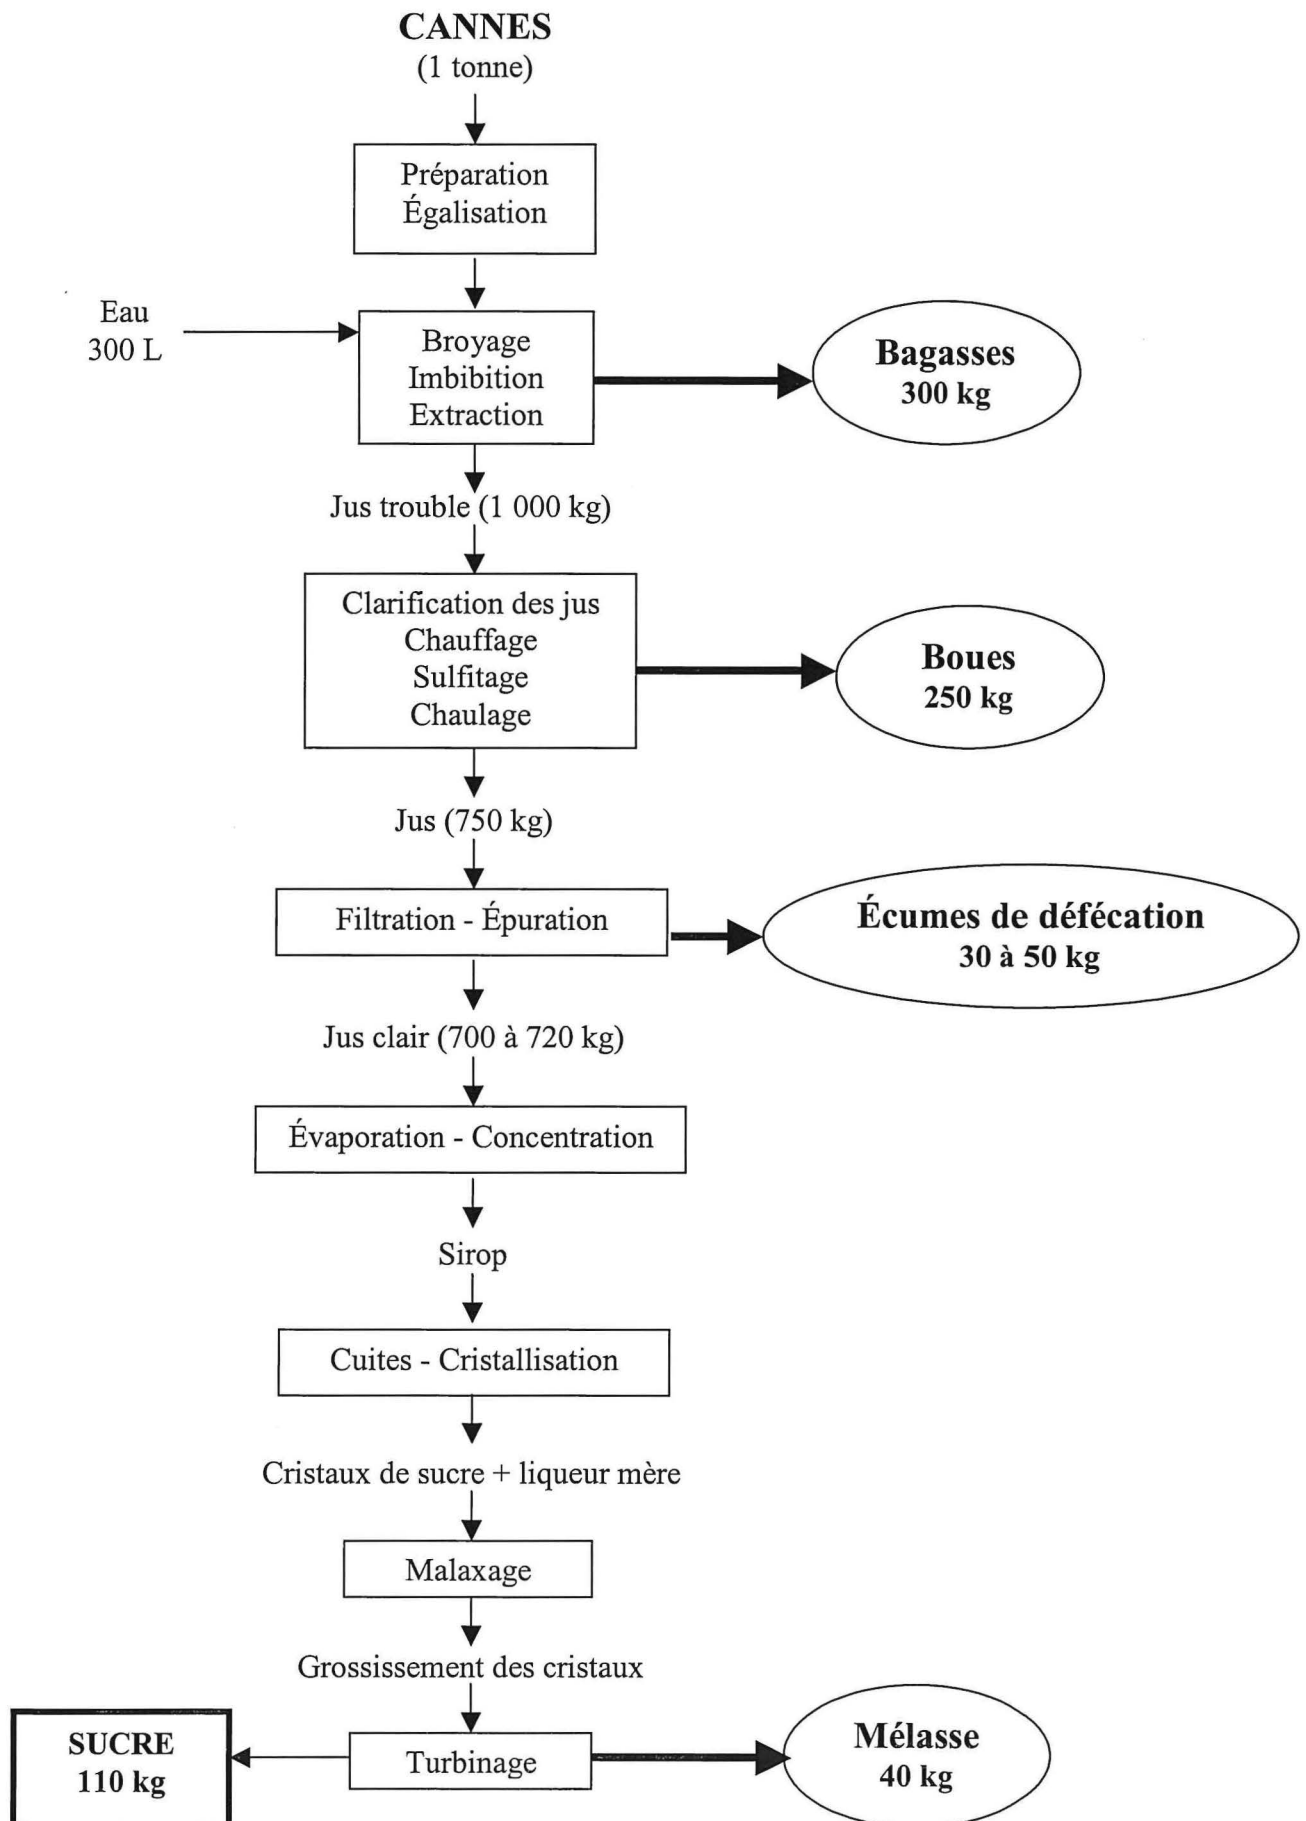 CANNES
(1 tonne)
Préparation
Égalisation
Eau
300 L
Broyage
Imbibition
Extraction
Bagasses
300 kg
Jus trouble (1 000 kg)
Clarification des jus
Chauffage
Sulfitage
Chaulage
Boues
250 kg
Jus (750 kg)
Filtration - Épuration
Écumes de défécation
30 à 50 kg
Jus clair (700 à 720 kg)
Évaporation - Concentration
Sirop
Cuites - Cristallisation
Cristaux de sucre + liqueur mère
Malaxage
Grossissement des cristaux
SUCRE
110 kg
Turbinage
Mélasse
40 kg